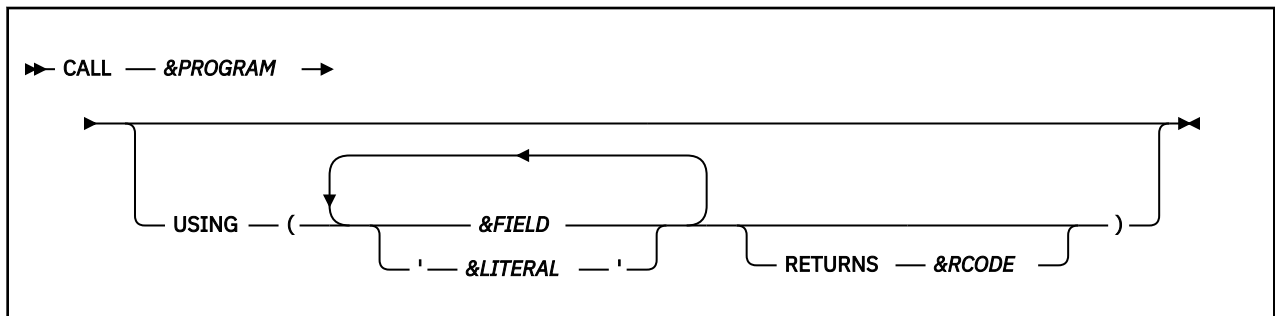 CALL &PROGRAM
USING ( &FIELD )
' &LITERAL ' RETURNS &RCODE